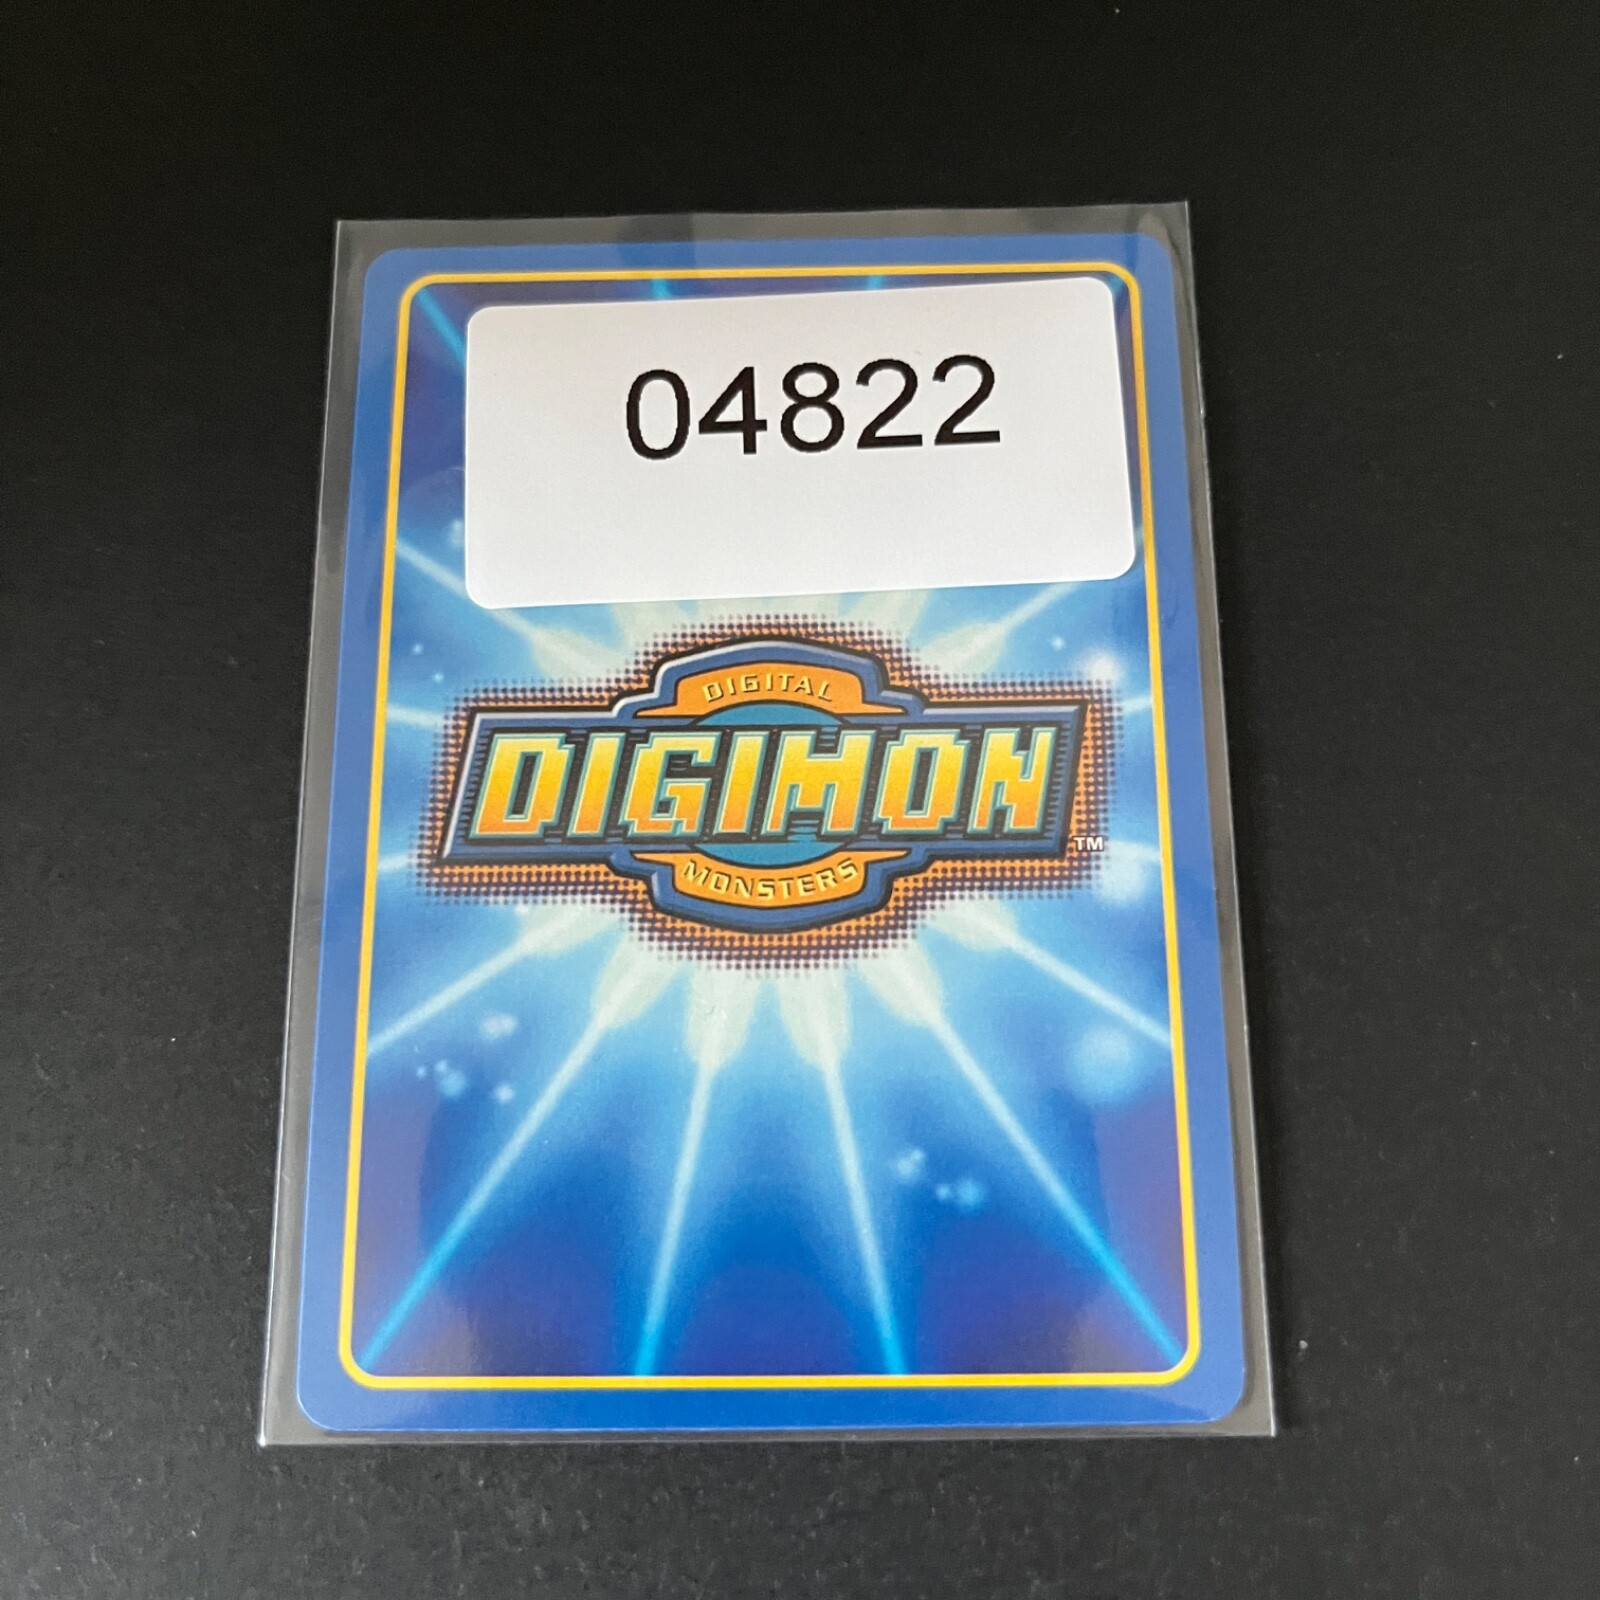 04822
DIGITAL
DIGIMON
TM
MONSTERS